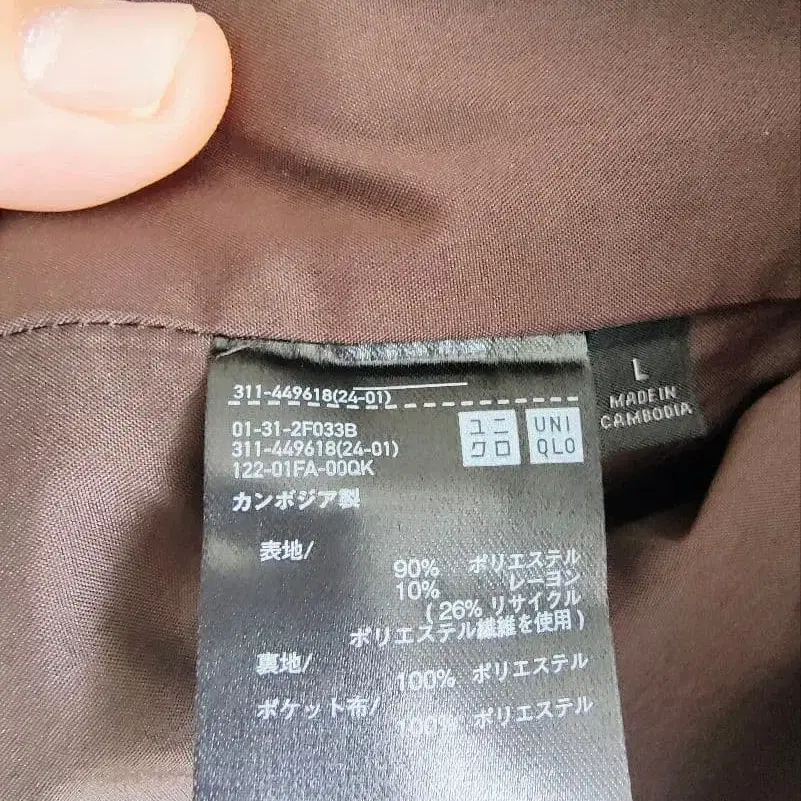 311-449618(24-01)
01-31-2F033B
311-449618(24-01)
122-01FA-00QK
ユニ
クロ
UNI
QLO
L
MADE IN
CAMBODIA
カンボジア製
表地/
90% ポリエステル
10% レーヨン
(26% リサイクル
ポリエステル繊維を使用)
裏地/
100% ポリエステル
ポケット布/
100% ポリエステル